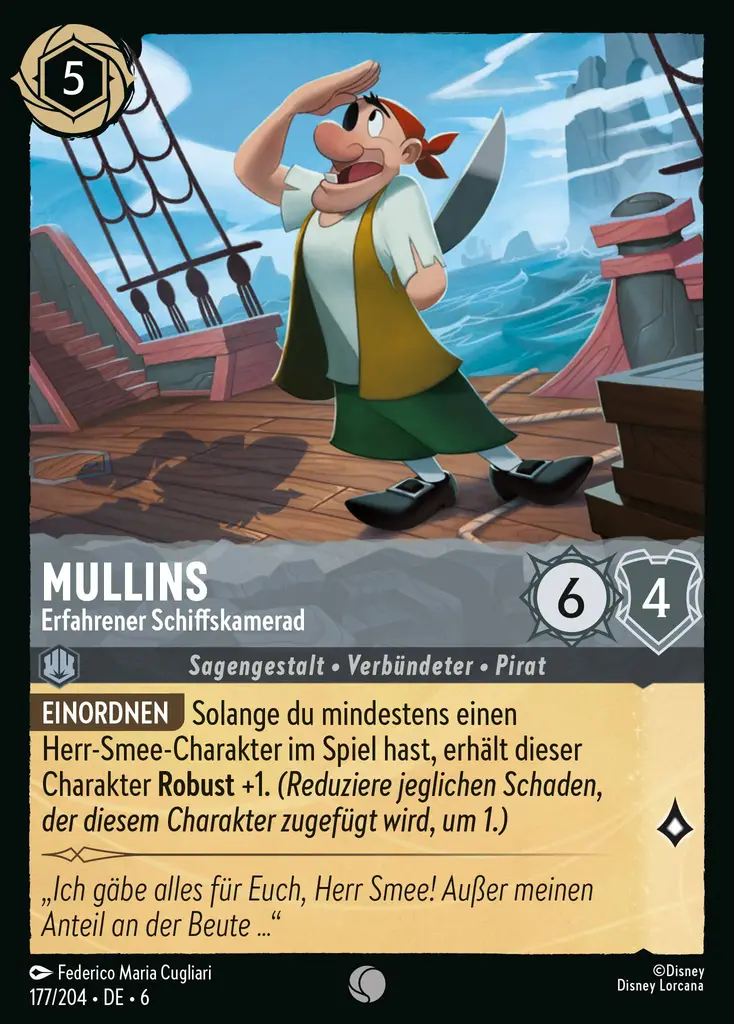 5
MULLINS
Erfahrener Schiffskamerad
6
4
Sagengestalt • Verbündeter • Pirat
EINORDNEN Solange du mindestens einen
Herr-Smee-Charakter im Spiel hast, erhält dieser
Charakter Robust +1. (Reduziere jeglichen Schaden,
der diesem Charakter zugefügt wird, um 1.)
„Ich gäbe alles für Euch, Herr Smee! Außer meinen
Anteil an der Beute ...“
Federico Maria Cugliari
177/204 • DE • 6
©Disney
Disney Lorcana